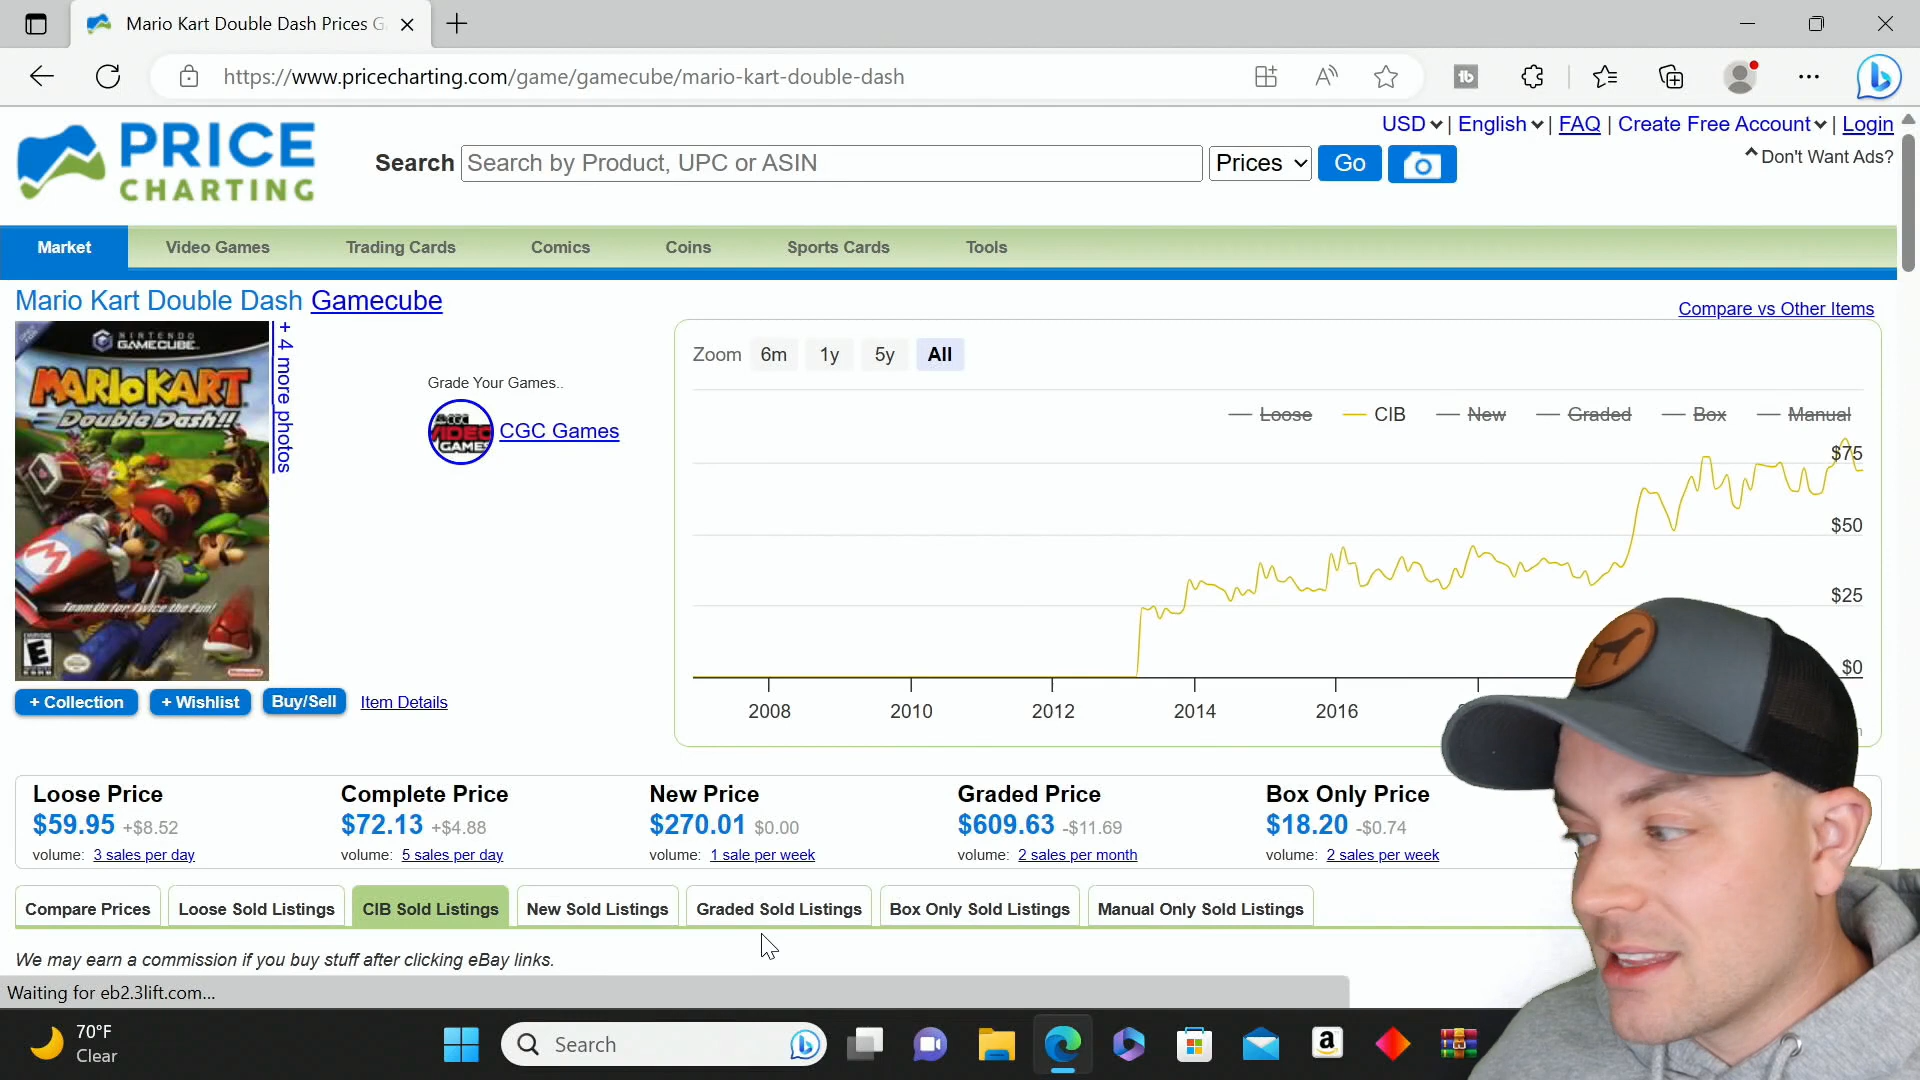 Mario Kart Double Dash Prices G
https://www.pricecharting.com/game/gamecube/mario-kart-double-dash
USD | English | FAQ | Create Free Account | Login
PRICE
CHARTING
Search Search by Product, UPC or ASIN Prices Go
Don't Want Ads?
Market Video Games Trading Cards Comics Coins Sports Cards Tools
Mario Kart Double Dash Gamecube
Compare vs Other Items
NINTENDO
GAMECUBE
MARIO KART
Double Dash!!
Team Up for Twice the Fun!
E
+ 4 more photos
Grade Your Games..
CGC
VIDEO
GAMES
CGC Games
Zoom 6m 1y 5y All
Loose CIB New Graded Box Manual
$75
$50
$25
$0
2008 2010 2012 2014 2016
+ Collection + Wishlist Buy/Sell Item Details
Loose Price Complete Price New Price Graded Price Box Only Price
$59.95 +$8.52 $72.13 +$4.88 $270.01 $0.00 $609.63 -$11.69 $18.20 -$0.74
volume: 3 sales per day volume: 5 sales per day volume: 1 sale per week volume: 2 sales per month volume: 2 sales per week
Compare Prices Loose Sold Listings CIB Sold Listings New Sold Listings Graded Sold Listings Box Only Sold Listings Manual Only Sold Listings
We may earn a commission if you buy stuff after clicking eBay links.
Waiting for eb2.3lift.com...
70°F
Clear
Search